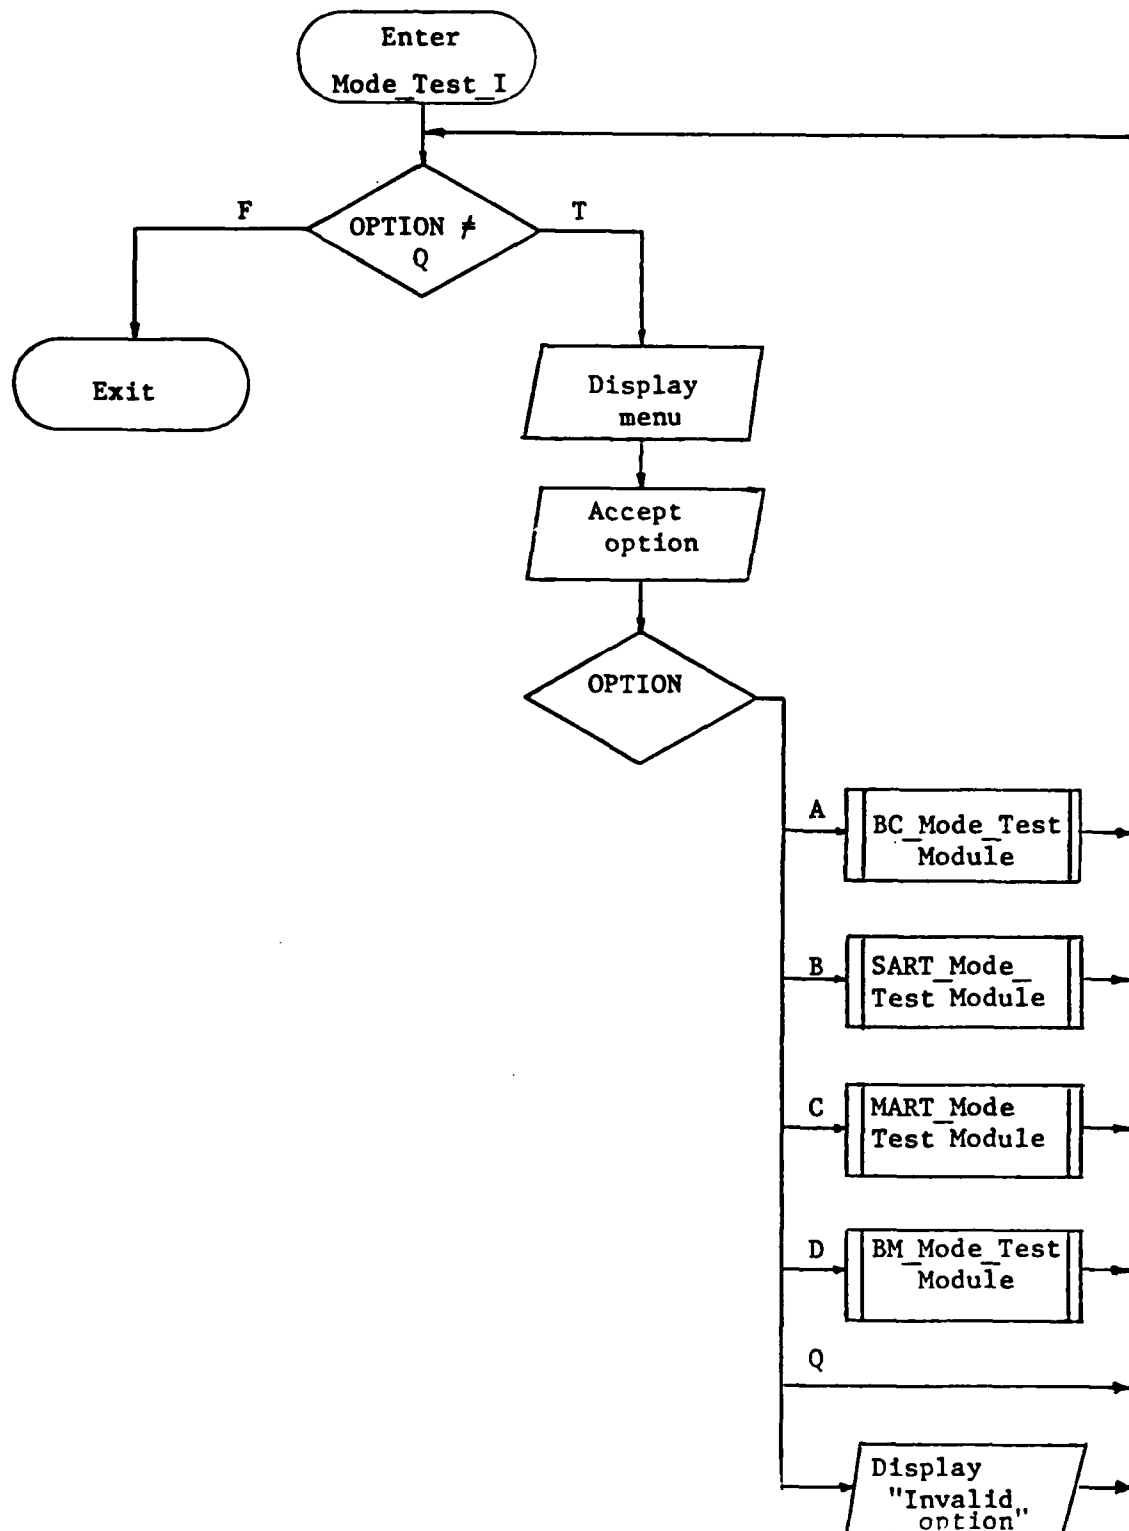 Enter
Mode_Test_I
F
OPTION ≠
Q
T
Exit
Display
menu
Accept
option
OPTION
A
BC_Mode_Test
Module
B
SART_Mode_
Test Module
C
MART_Mode
Test Module
D
BM_Mode_Test
Module
Q
Display
"Invalid
option"